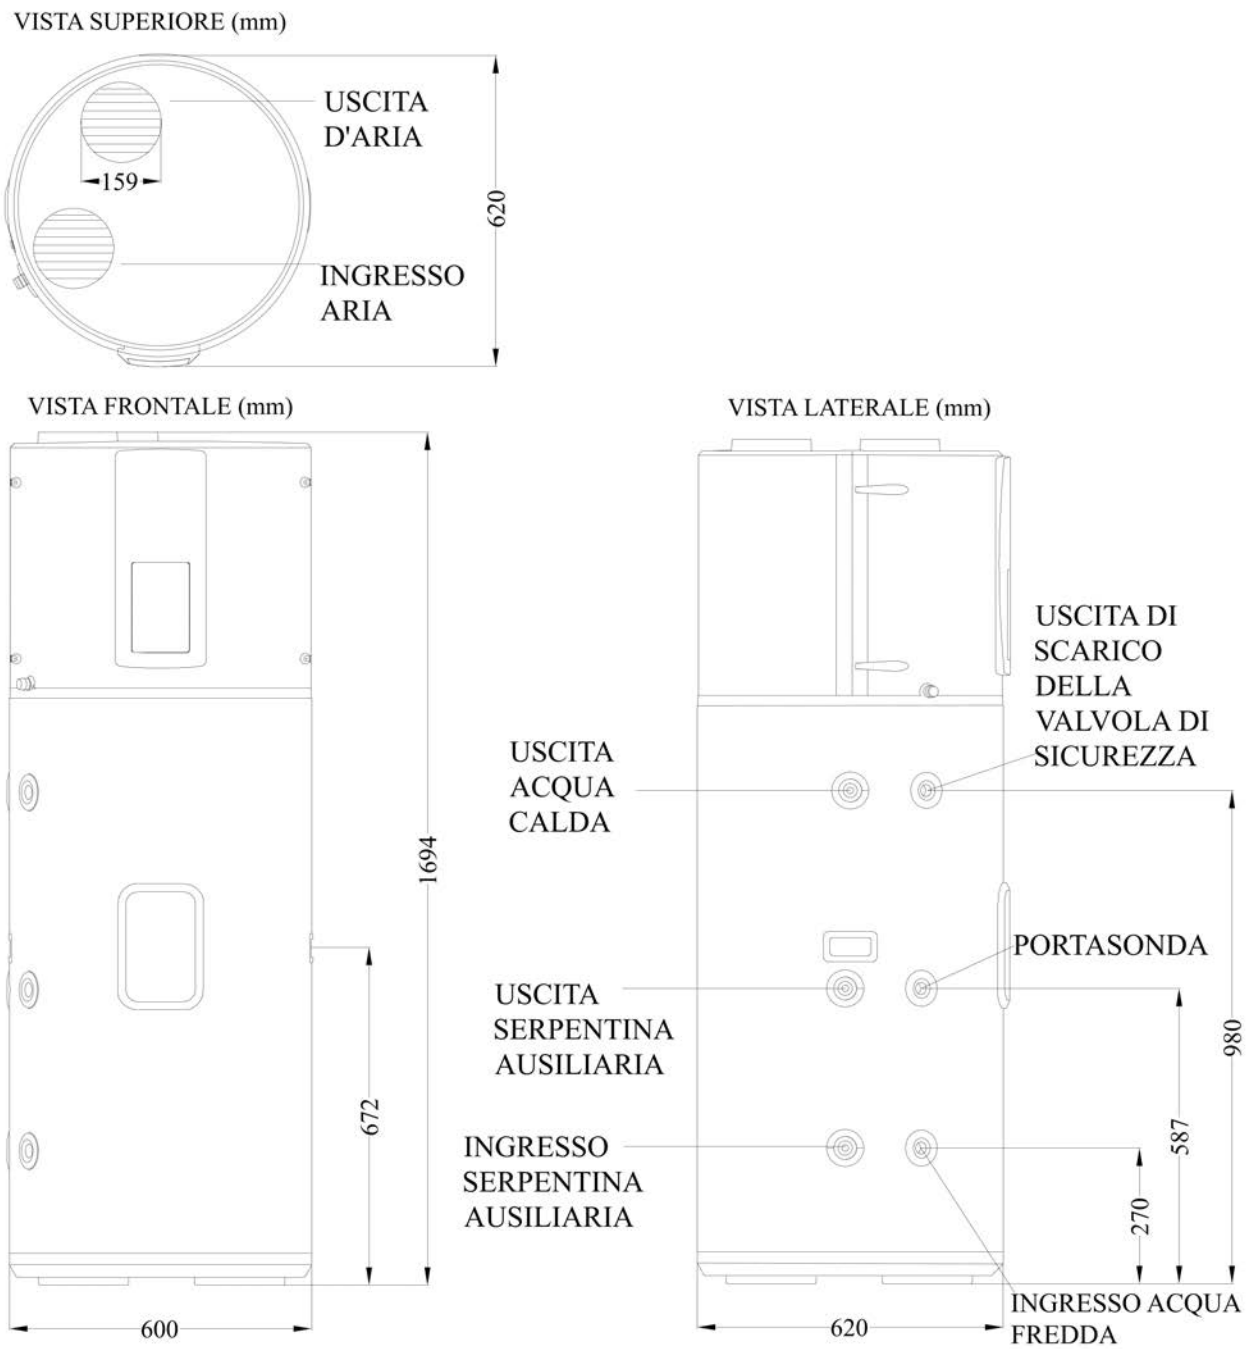 VISTA SUPERIORE (mm)
USCITA
D'ARIA
159
620
INGRESSO
ARIA
VISTA FRONTALE (mm)
1694
672
600
VISTA LATERALE (mm)
USCITA DI
SCARICO
DELLA
VALVOLA DI
SICUREZZA
USCITA
ACQUA
CALDA
PORTASONDA
USCITA
SERPENTINA
AUSILIARIA
980
587
INGRESSO
SERPENTINA
AUSILIARIA
270
INGRESSO ACQUA
FREDDA
620